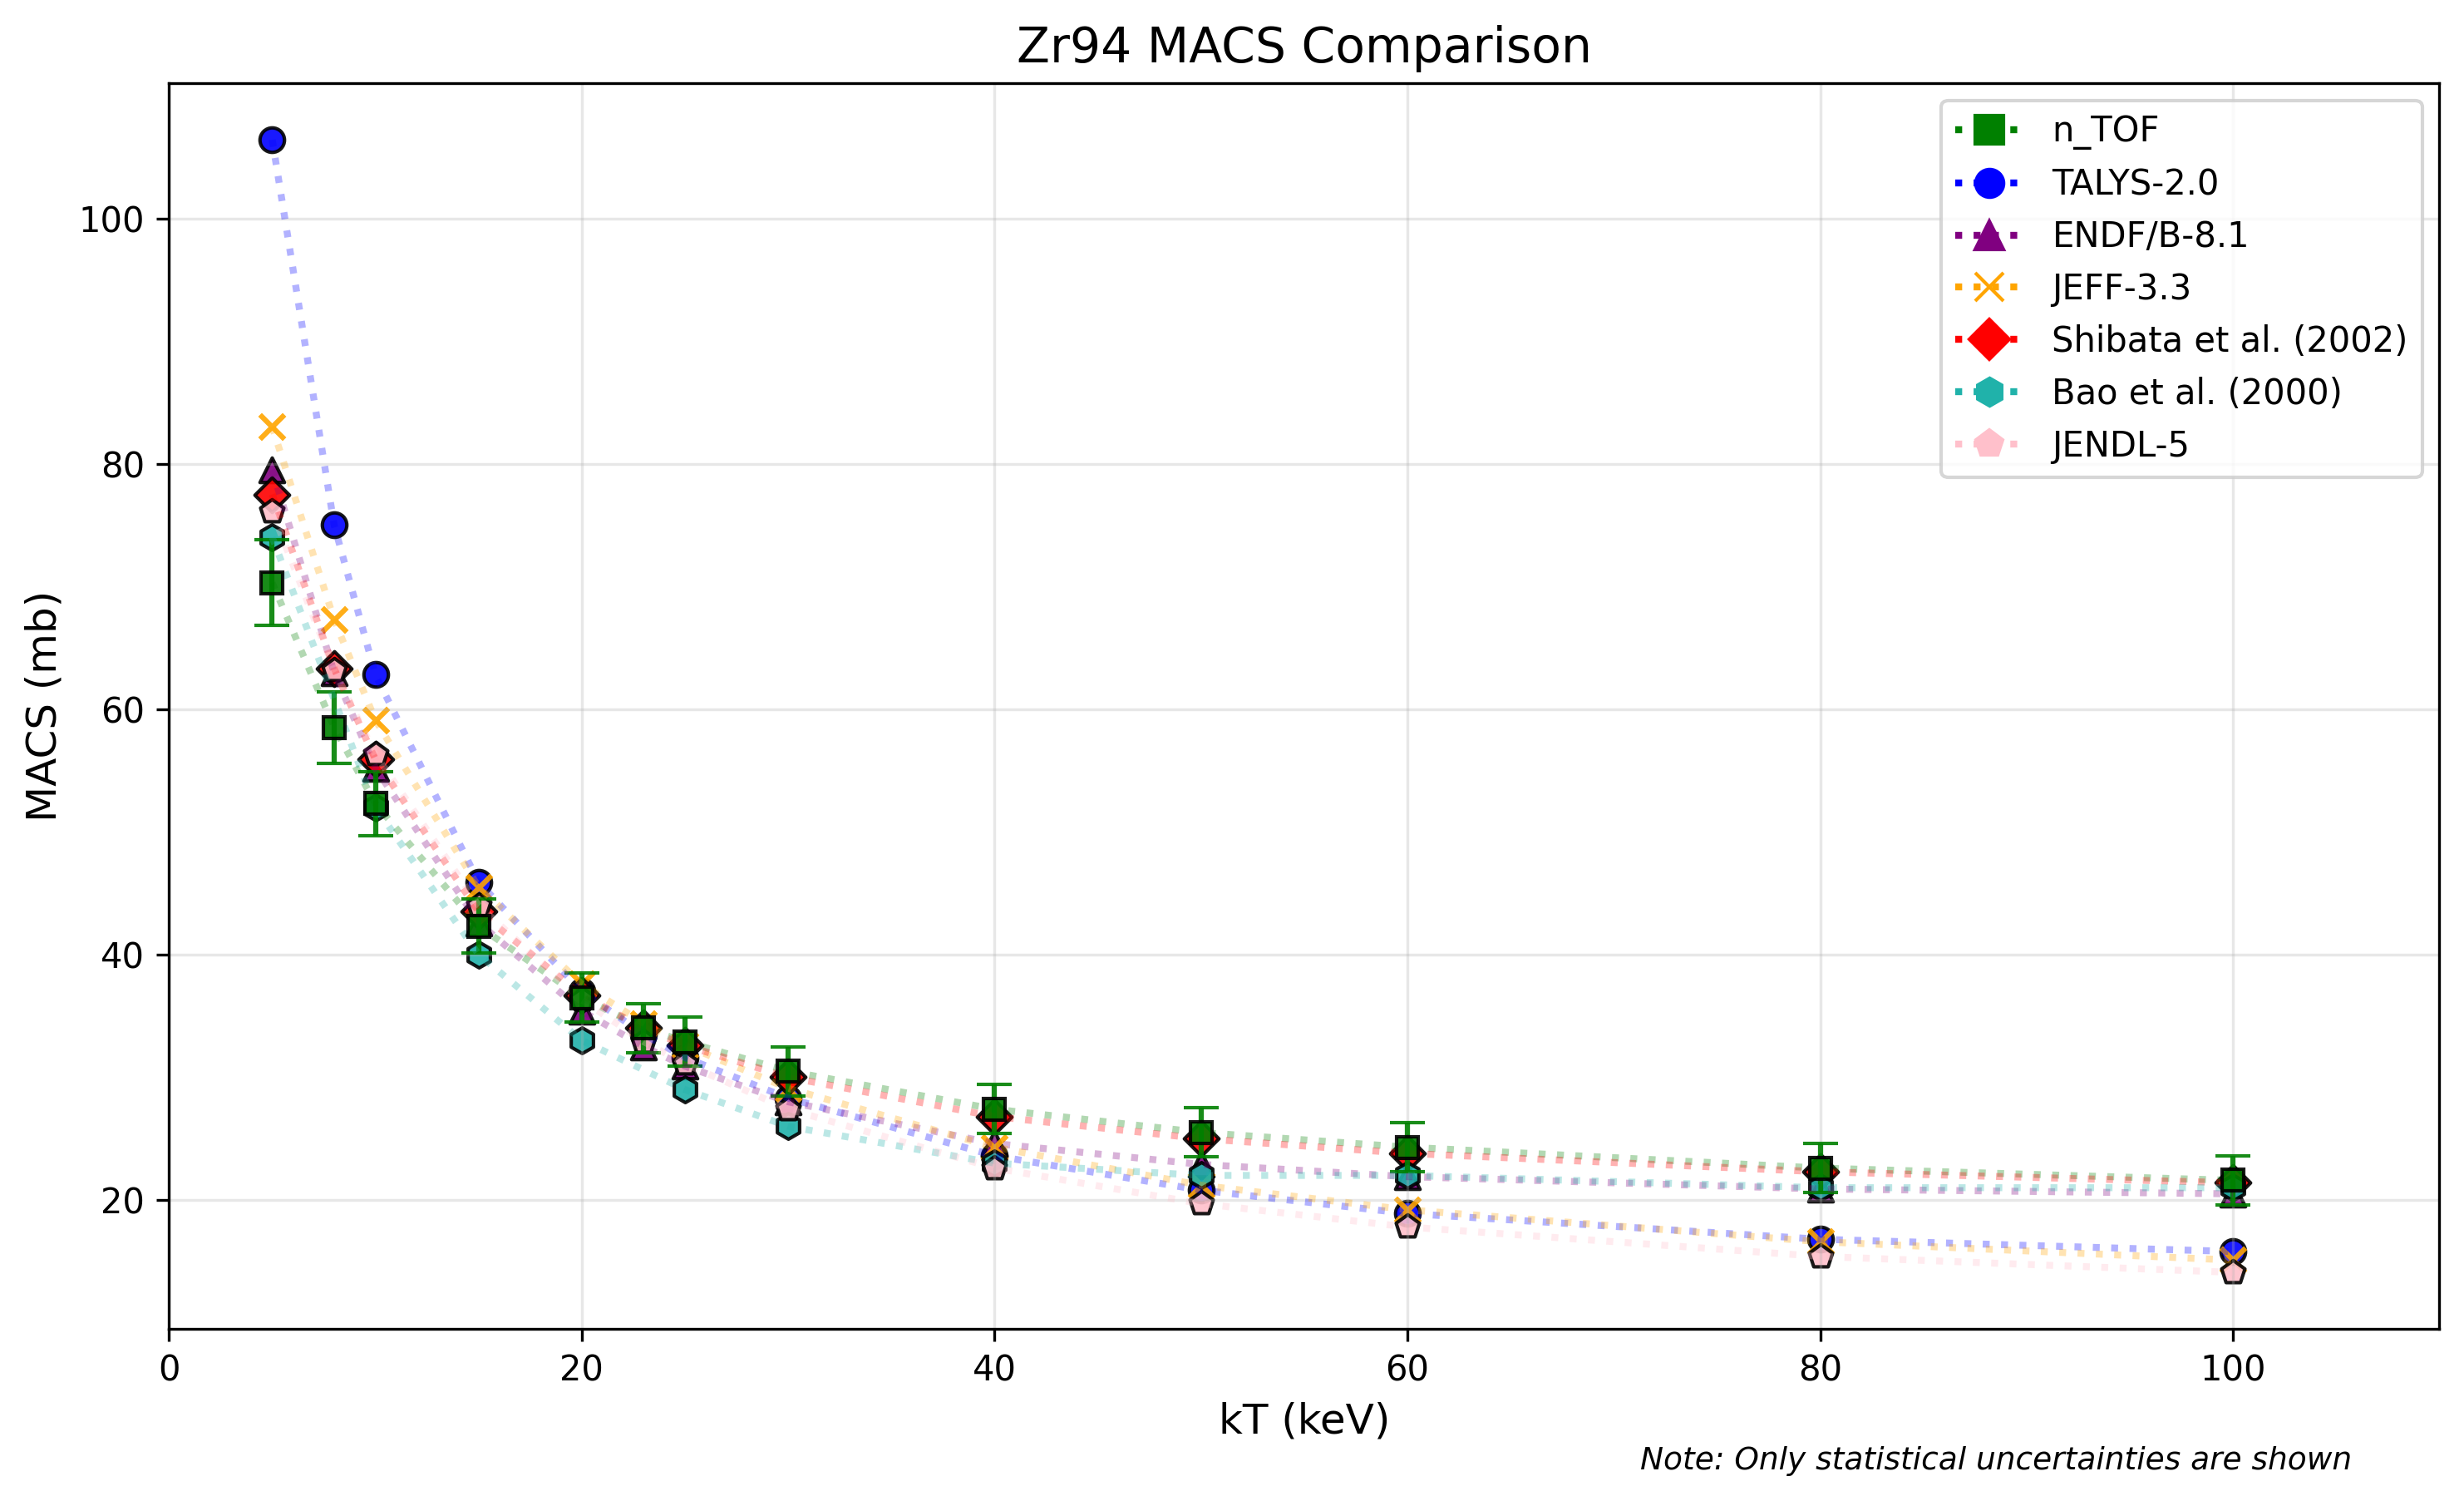 Zr94 MACS Comparison
n_TOF
TALYS-2.0
ENDF/B-8.1
JEFF-3.3
Shibata et al. (2002)
Bao et al. (2000)
JENDL-5
MACS (mb)
100
80
60
40
20
0
20
40
60
80
100
kT (keV)
Note: Only statistical uncertainties are shown